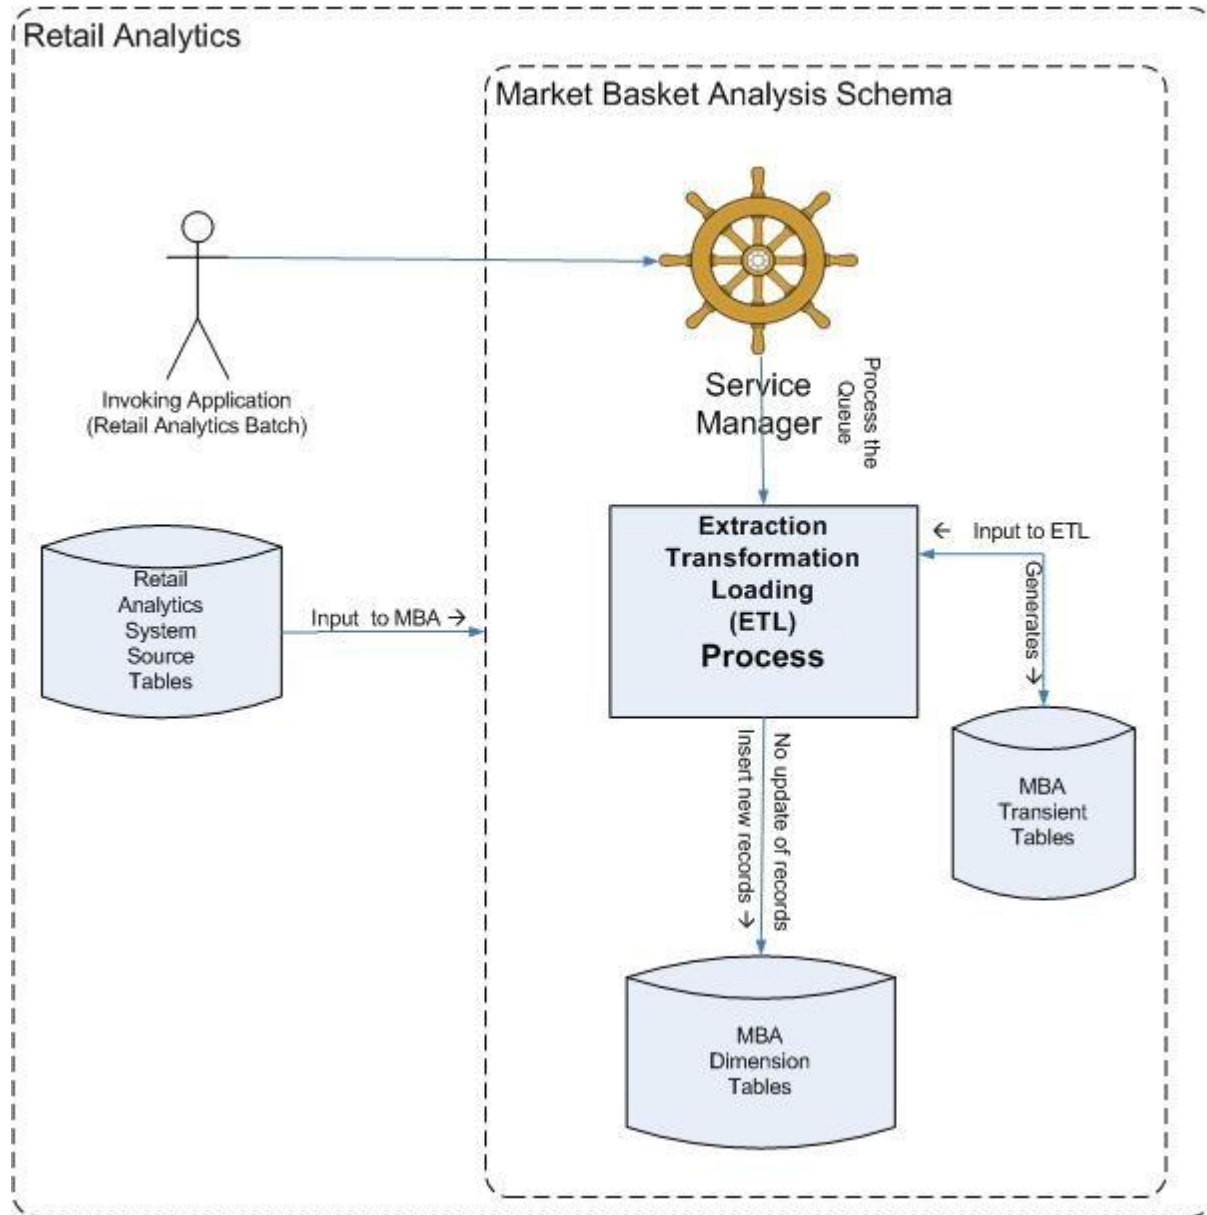 Retail Analytics
Market Basket Analysis Schema
Invoking Application
(Retail Analytics Batch)
Service
Manager
Process the
Queue
Retail
Analytics
System
Source
Tables
Input to MBA →
Extraction
Transformation
Loading
(ETL)
Process
← Input to ETL
Generates →
MBA
Transient
Tables
No update of records
Insert new records →
MBA
Dimension
Tables